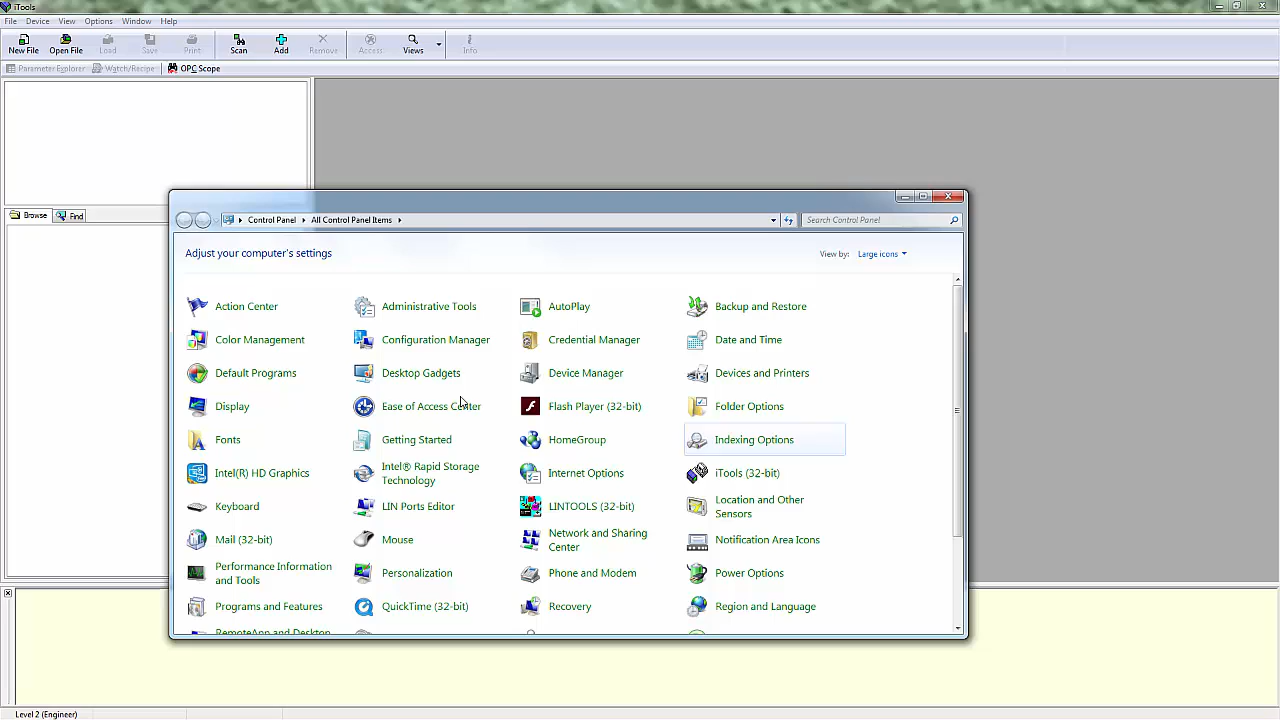 iTools
File Device View Options Window Help
New File Open File Load Save Print Scan Add Remove Access Views Info
Parameter Explorer Watch/Recipe OPC Scope
Browse Find
Control Panel All Control Panel Items Search Control Panel
Adjust your computer's settings View by: Large icons
Action Center Administrative Tools AutoPlay Backup and Restore
Color Management Configuration Manager Credential Manager Date and Time
Default Programs Desktop Gadgets Device Manager Devices and Printers
Display Ease of Access Center Flash Player (32-bit) Folder Options
Fonts Getting Started HomeGroup Indexing Options
Intel(R) HD Graphics Intel® Rapid Storage Technology Internet Options iTools (32-bit)
Keyboard LIN Ports Editor LINTOOLS (32-bit) Location and Other Sensors
Mail (32-bit) Mouse Network and Sharing Center Notification Area Icons
Performance Information and Tools Personalization Phone and Modem Power Options
Programs and Features QuickTime (32-bit) Recovery Region and Language
RemoteApp and Desktop
Level 2 (Engineer)